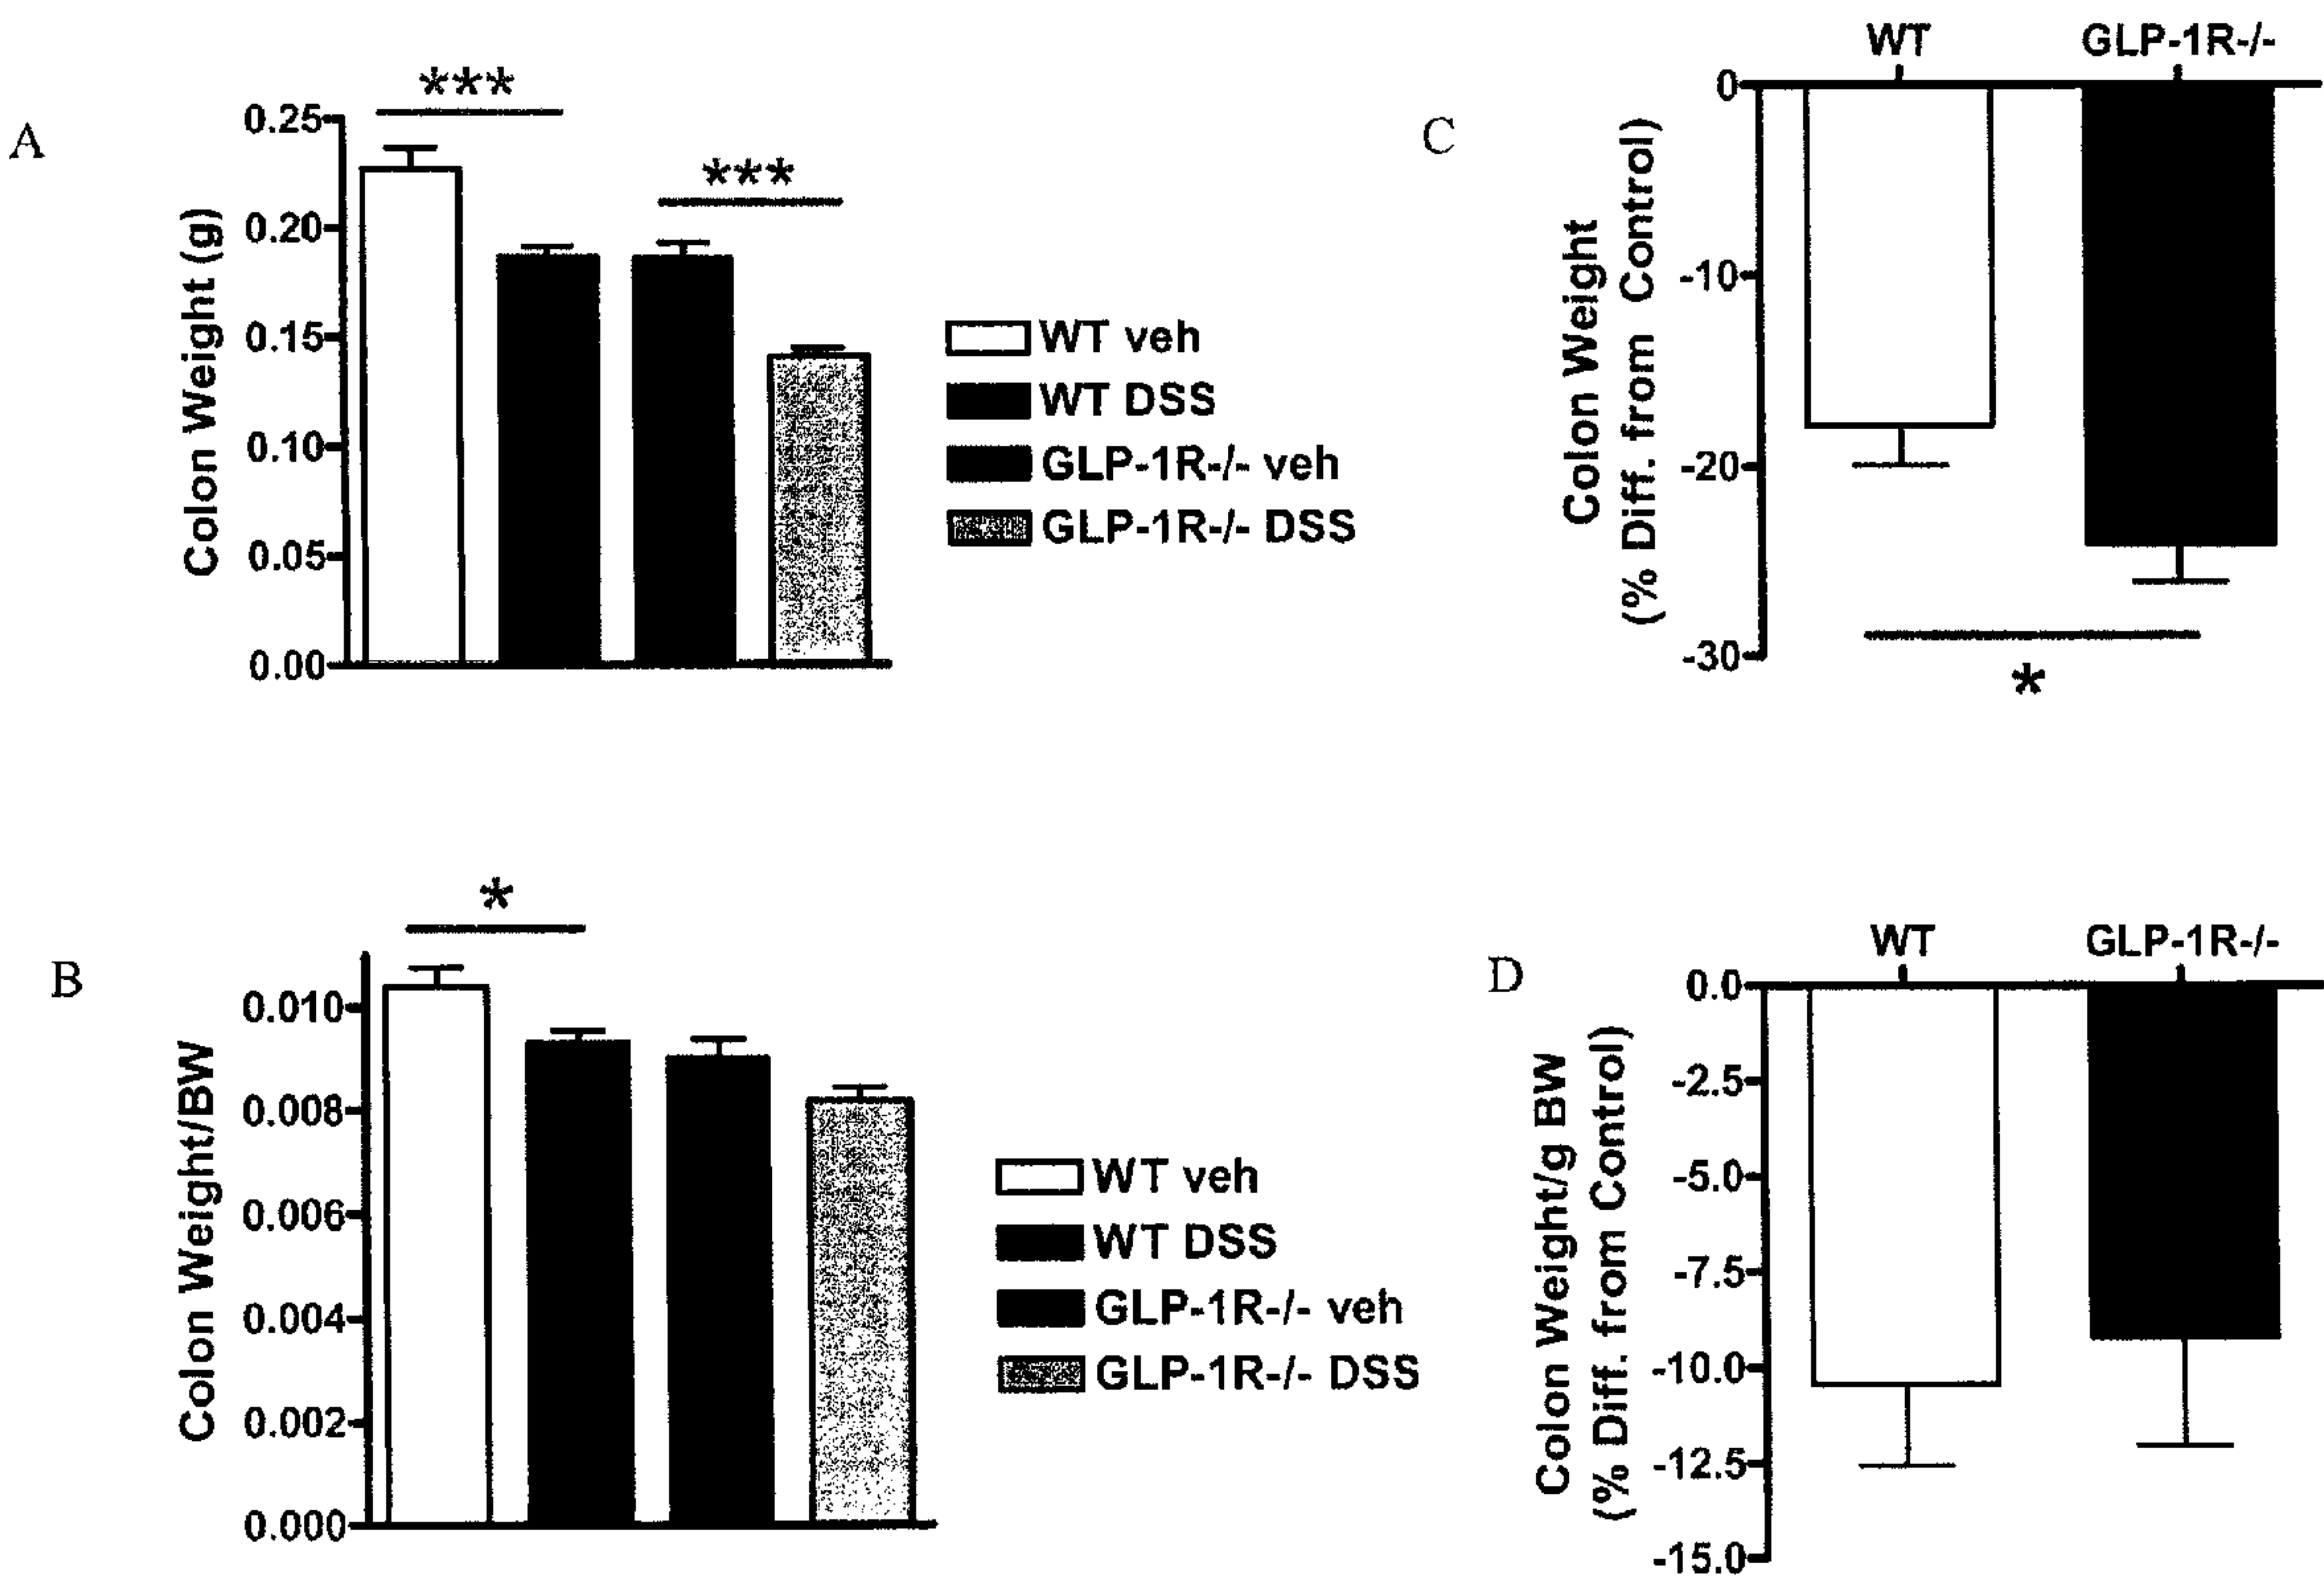 A
***
***
0.25
0.20
0.15
0.10
0.05
0.00
Colon Weight (g)
WT veh
WT DSS
GLP-1R-/- veh
GLP-1R-/- DSS
C
WT GLP-1R-/-
0
-10
-20
-30
Colon Weight
(% Diff. from Control)
*
B
*
0.010
0.008
0.006
0.004
0.002
0.000
Colon Weight/BW
WT veh
WT DSS
GLP-1R-/- veh
GLP-1R-/- DSS
D
WT GLP-1R-/-
0.0
-2.5
-5.0
-7.5
-10.0
-12.5
-15.0
Colon Weight/g BW
(% Diff. from Control)